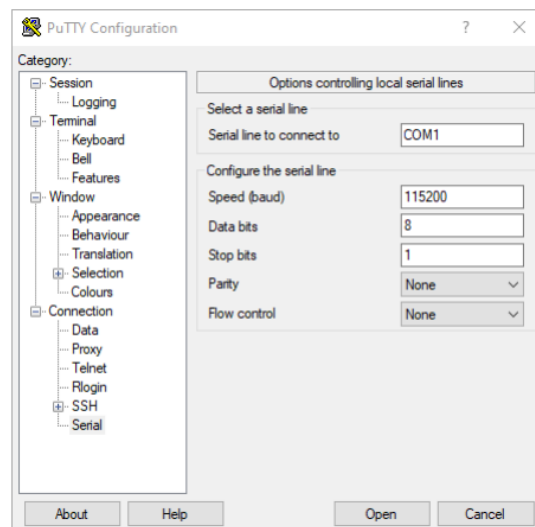 PuTTY Configuration
Category:
Session
Logging
Terminal
Keyboard
Bell
Features
Window
Appearance
Behaviour
Translation
Selection
Colours
Connection
Data
Proxy
Telnet
Rlogin
SSH
Serial
Options controlling local serial lines
Select a serial line
Serial line to connect to COM1
Configure the serial line
Speed (baud) 115200
Data bits 8
Stop bits 1
Parity None
Flow control None
About Help Open Cancel